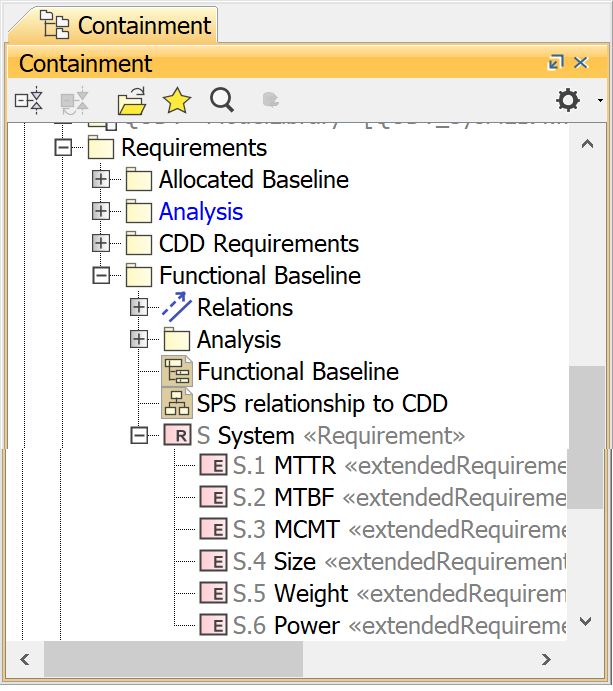 Containment
Containment
Requirements
Allocated Baseline
Analysis
CDD Requirements
Functional Baseline
Relations
Analysis
Functional Baseline
SPS relationship to CDD
R S System «Requirement»
E S.1 MTTR «extendedRequireme
E S.2 MTBF «extendedRequireme
E S.3 MCMT «extendedRequireme
E S.4 Size «extendedRequirement
E S.5 Weight «extendedRequirem
E S.6 Power «extendedRequireme